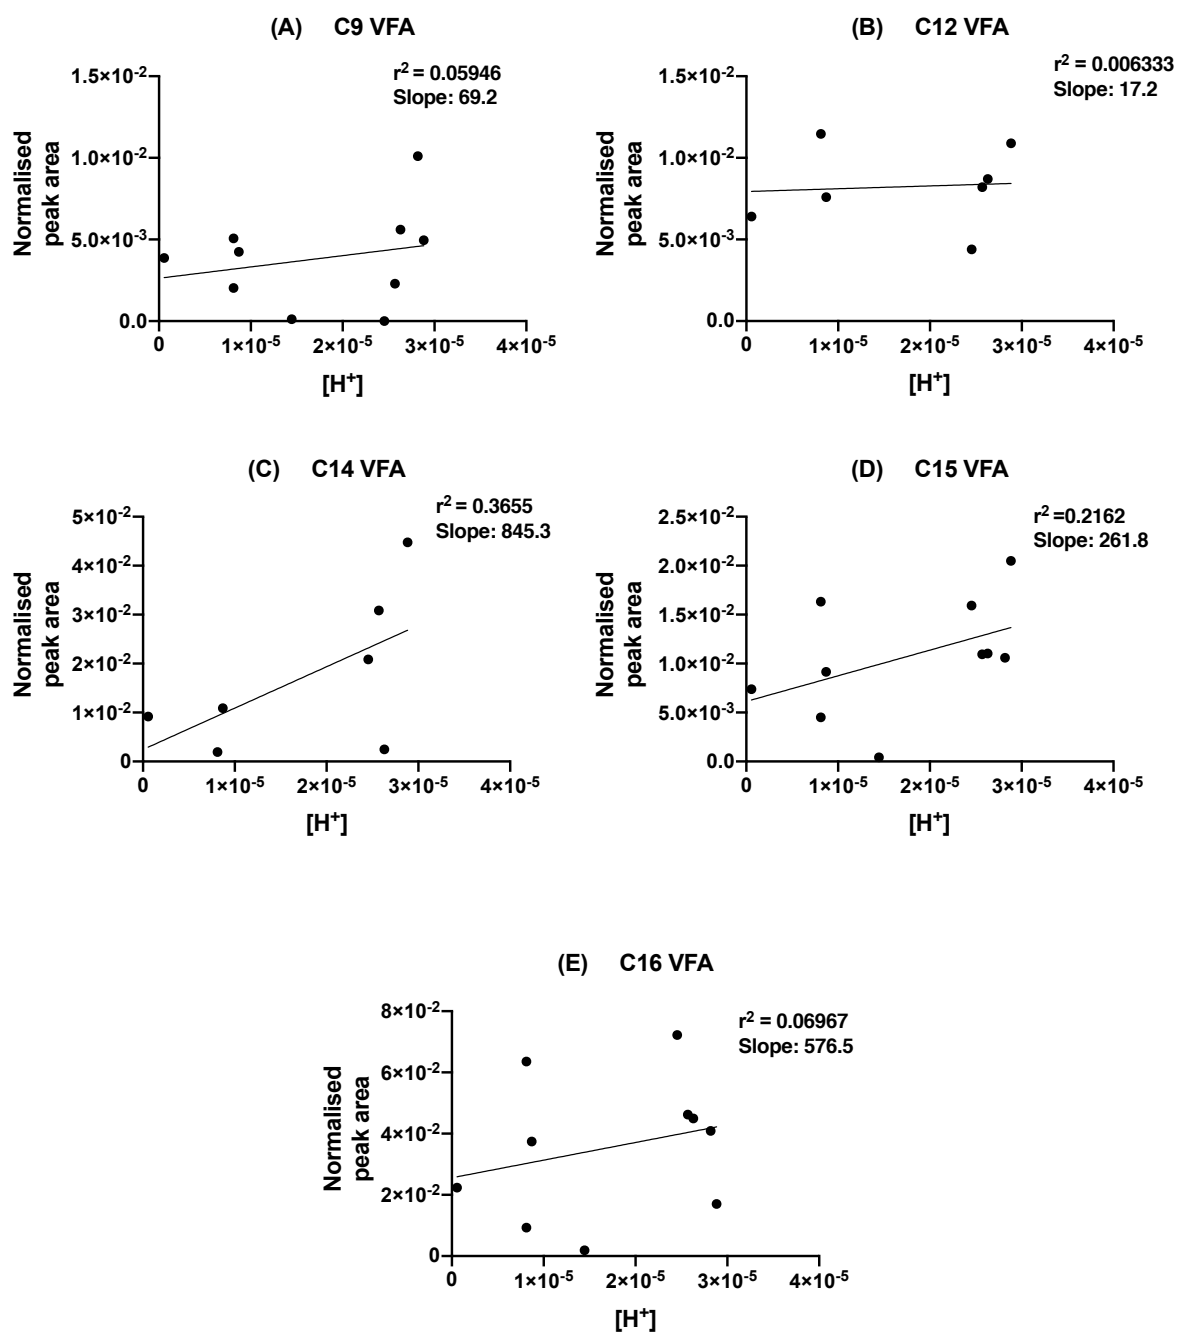 (A) C9 VFA
r² = 0.05946
Slope: 69.2
Normalised
peak area
1.5×10⁻²
1.0×10⁻²
5.0×10⁻³
0.0
0 1×10⁻⁵ 2×10⁻⁵ 3×10⁻⁵ 4×10⁻⁵
[H⁺]
(B) C12 VFA
r² = 0.006333
Slope: 17.2
Normalised
peak area
1.5×10⁻²
1.0×10⁻²
5.0×10⁻³
0.0
0 1×10⁻⁵ 2×10⁻⁵ 3×10⁻⁵ 4×10⁻⁵
[H⁺]
(C) C14 VFA
r² = 0.3655
Slope: 845.3
Normalised
peak area
5×10⁻²
4×10⁻²
3×10⁻²
2×10⁻²
1×10⁻²
0
0 1×10⁻⁵ 2×10⁻⁵ 3×10⁻⁵ 4×10⁻⁵
[H⁺]
(D) C15 VFA
r² =0.2162
Slope: 261.8
Normalised
peak area
2.5×10⁻²
2.0×10⁻²
1.5×10⁻²
1.0×10⁻²
5.0×10⁻³
0.0
0 1×10⁻⁵ 2×10⁻⁵ 3×10⁻⁵ 4×10⁻⁵
[H⁺]
(E) C16 VFA
r² = 0.06967
Slope: 576.5
Normalised
peak area
8×10⁻²
6×10⁻²
4×10⁻²
2×10⁻²
0
0 1×10⁻⁵ 2×10⁻⁵ 3×10⁻⁵ 4×10⁻⁵
[H⁺]